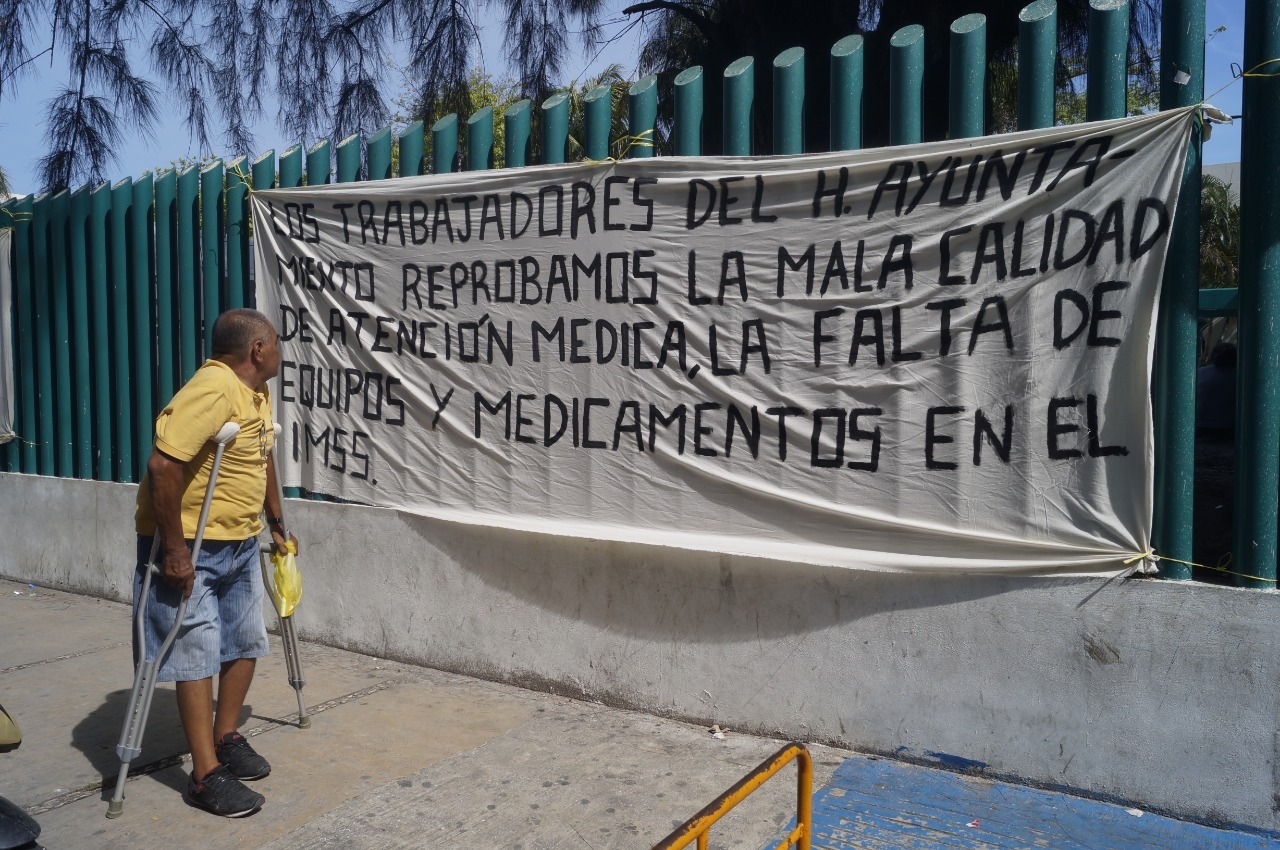 LOS TRABAJADORES DEL H. AYUNTA-
MIENTO REPROBAMOS LA MALA CALIDAD
DE ATENCIÓN MEDICA, LA FALTA DE
EQUIPOS Y MEDICAMENTOS EN EL
IMSS.